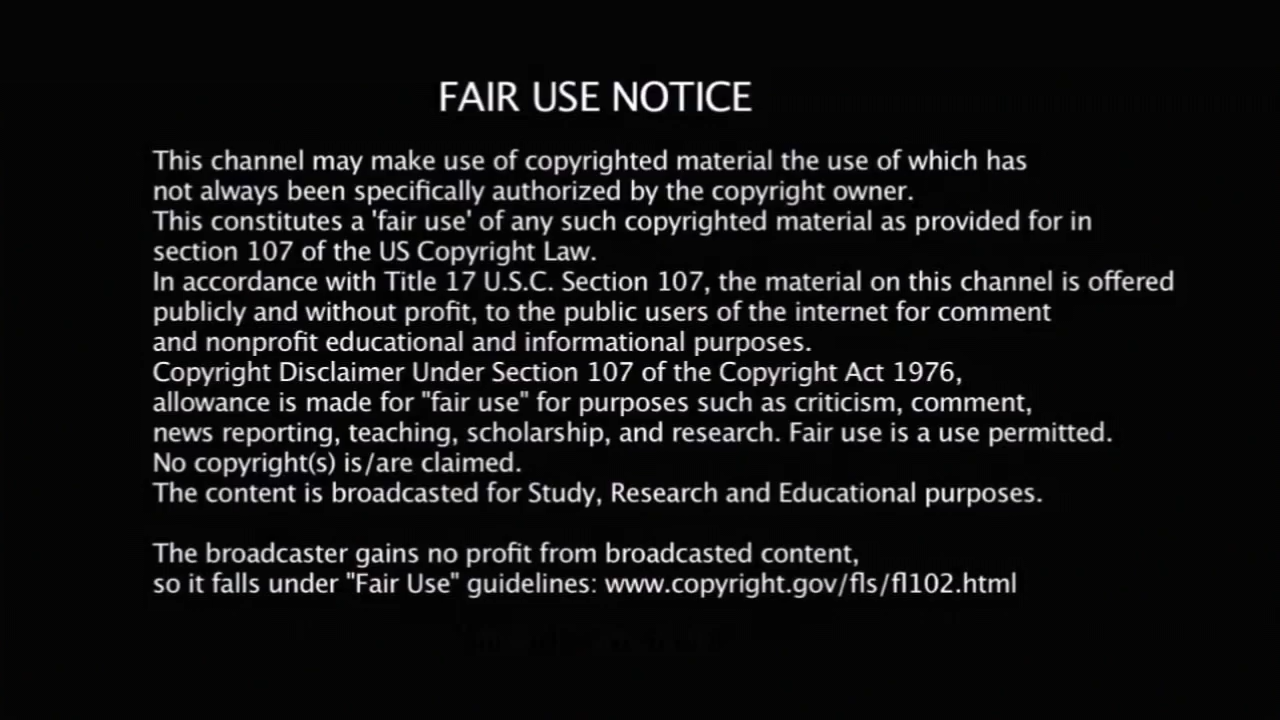 FAIR USE NOTICE
This channel may make use of copyrighted material the use of which has
not always been specifically authorized by the copyright owner.
This constitutes a 'fair use' of any such copyrighted material as provided for in
section 107 of the US Copyright Law.
In accordance with Title 17 U.S.C. Section 107, the material on this channel is offered
publicly and without profit, to the public users of the internet for comment
and nonprofit educational and informational purposes.
Copyright Disclaimer Under Section 107 of the Copyright Act 1976,
allowance is made for "fair use" for purposes such as criticism, comment,
news reporting, teaching, scholarship, and research. Fair use is a use permitted.
No copyright(s) is/are claimed.
The content is broadcasted for Study, Research and Educational purposes.
The broadcaster gains no profit from broadcasted content,
so it falls under "Fair Use" guidelines: www.copyright.gov/fls/fl102.html